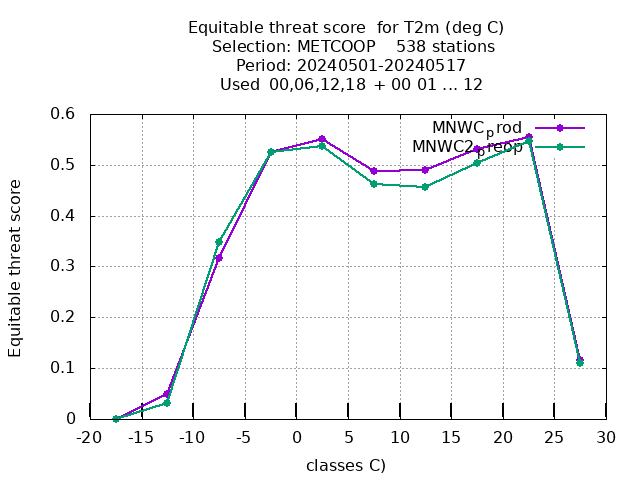 Equitable threat score  for T2m (deg C)
Selection: METCOOP    538 stations
Period: 20240501-20240517
Used  00,06,12,18  + 00 01 ... 12
MNWC_prod
MNWC2_preop
Equitable threat score
0.6
0.5
0.4
0.3
0.2
0.1
0
-20 -15 -10 -5 0 5 10 15 20 25 30
classes C)